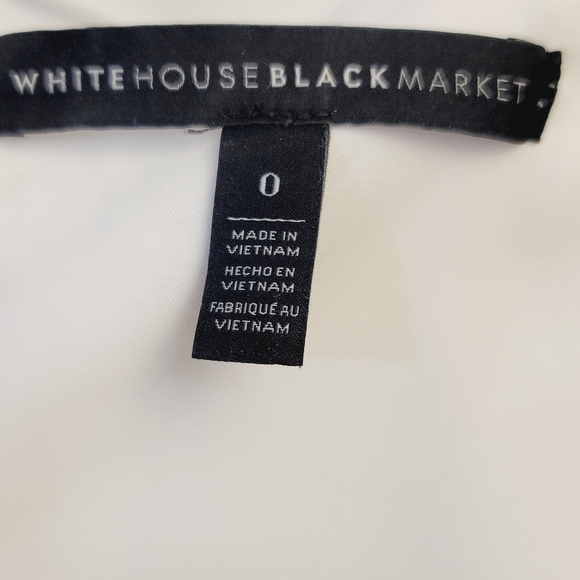 WHITEHOUSEBLACKMARKET
0
MADE IN
VIETNAM
HECHO EN
VIETNAM
FABRIQUÉ AU
VIETNAM